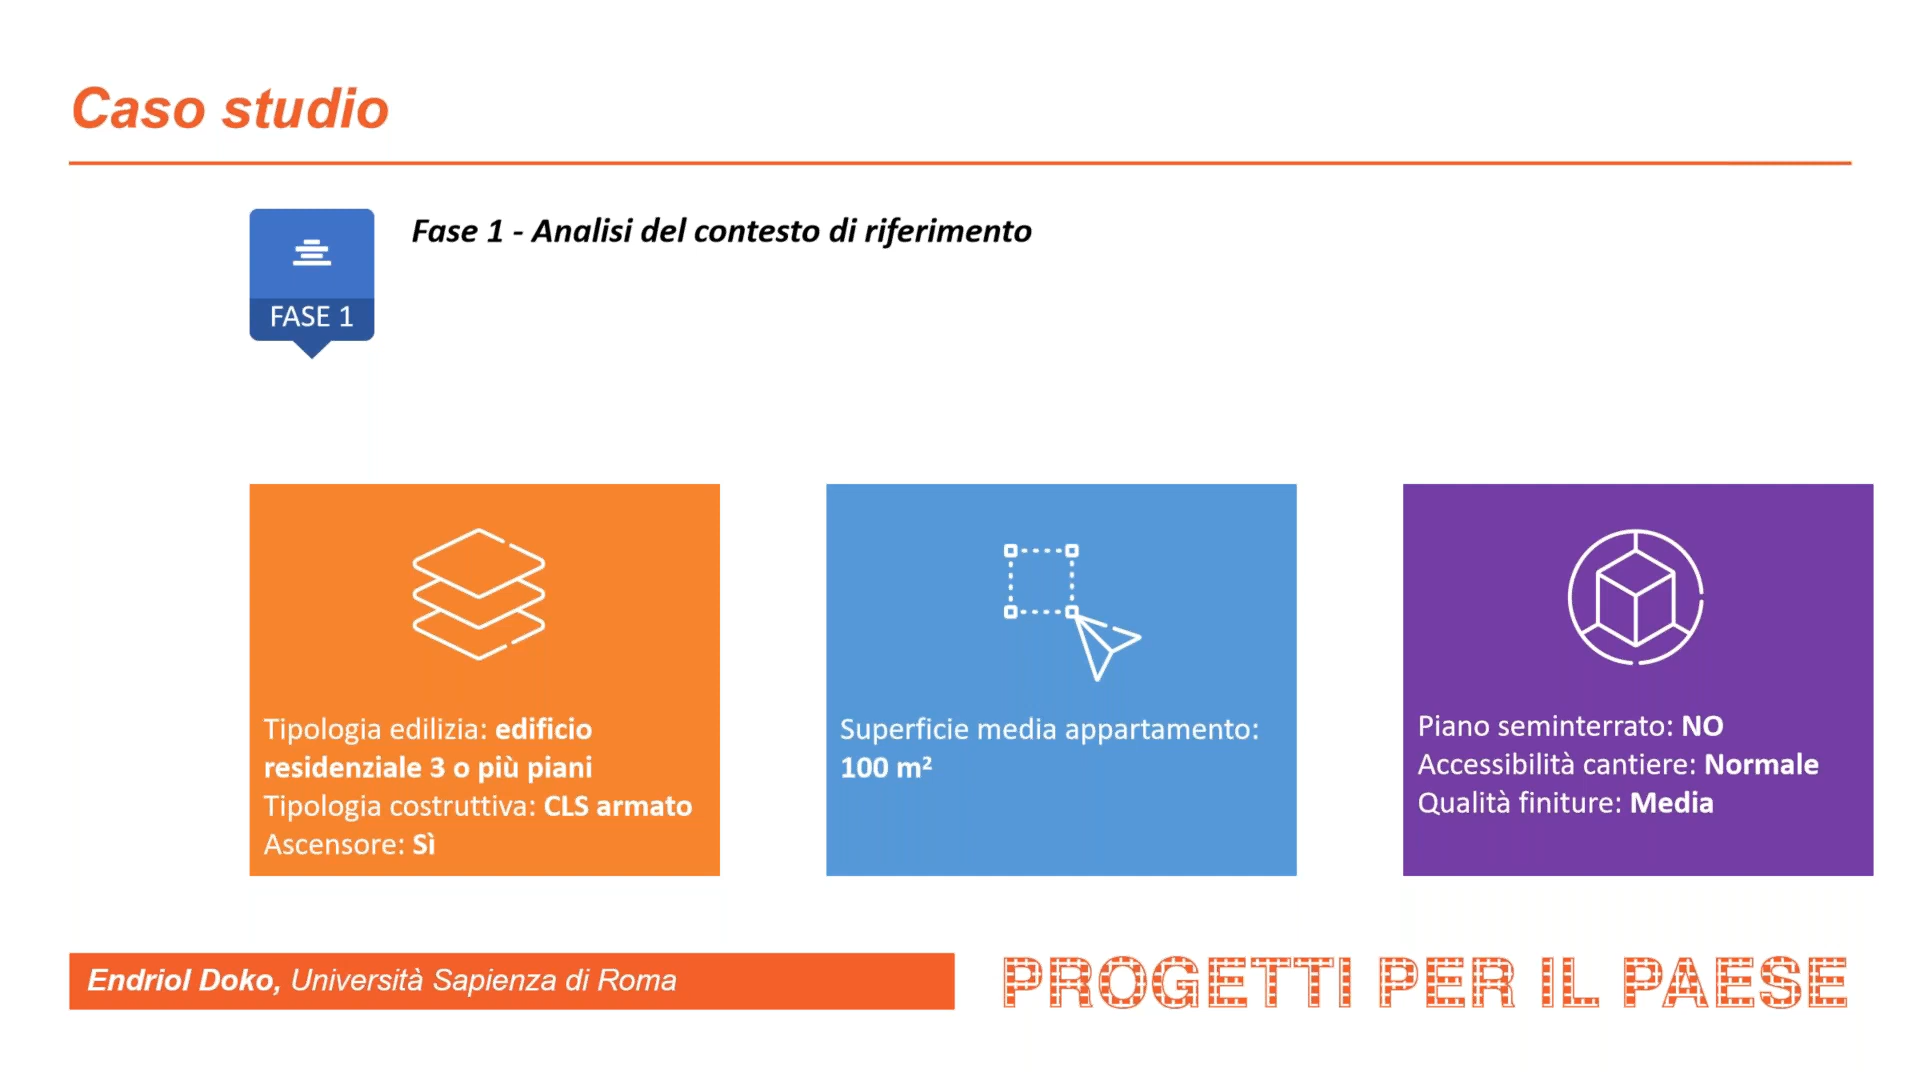 Caso studio
Fase 1 - Analisi del contesto di riferimento
FASE 1
Tipologia edilizia: edificio
residenziale 3 o più piani
Tipologia costruttiva: CLS armato
Ascensore: Sì
Superficie media appartamento:
100 m²
Piano seminterrato: NO
Accessibilità cantiere: Normale
Qualità finiture: Media
Endriol Doko, Università Sapienza di Roma
PROGETTI PER IL PAESE